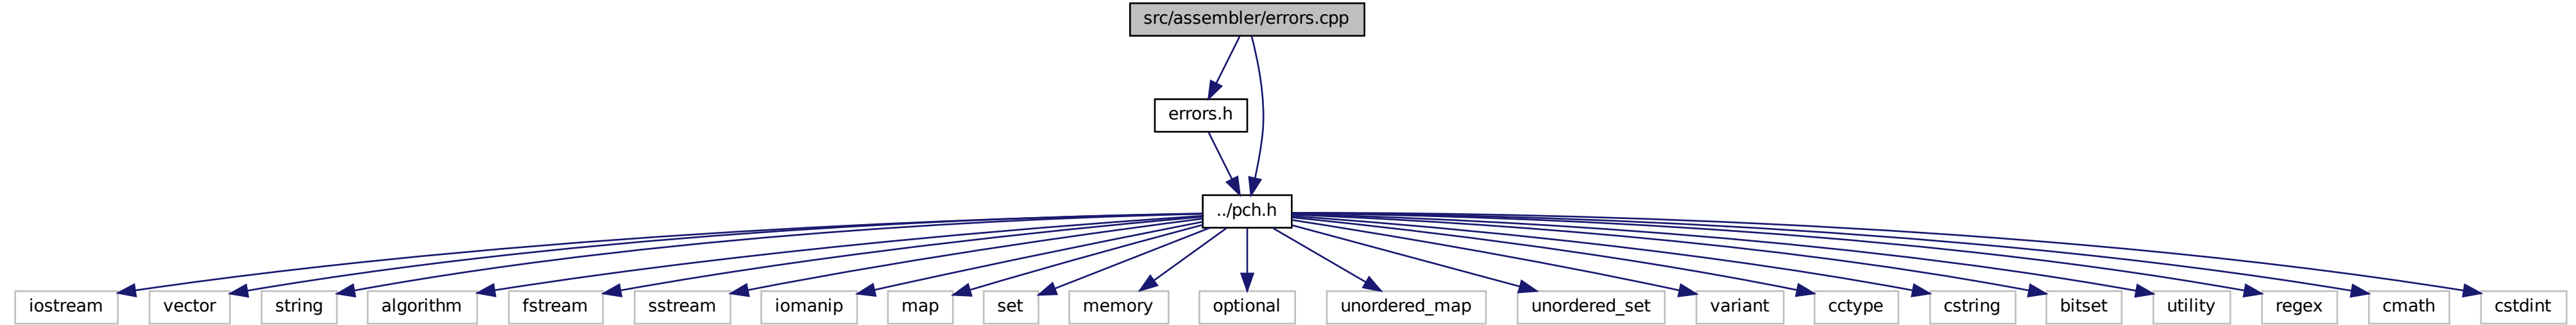 src/assembler/errors.cpp
errors.h
../pch.h
iostream
vector
string
algorithm
fstream
sstream
iomanip
map
set
memory
optional
unordered_map
unordered_set
variant
cctype
cstring
bitset
utility
regex
cmath
cstdint